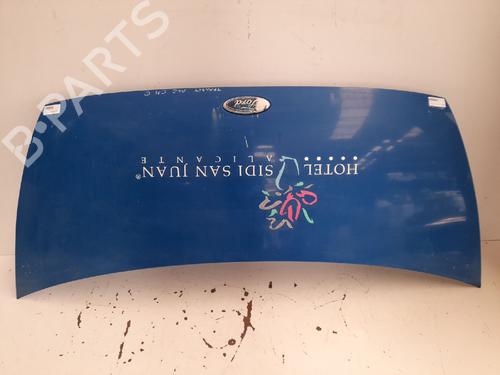 B-PARTS
Ford
HOTEL
SIDI SAN JUAN®
ALICANTE